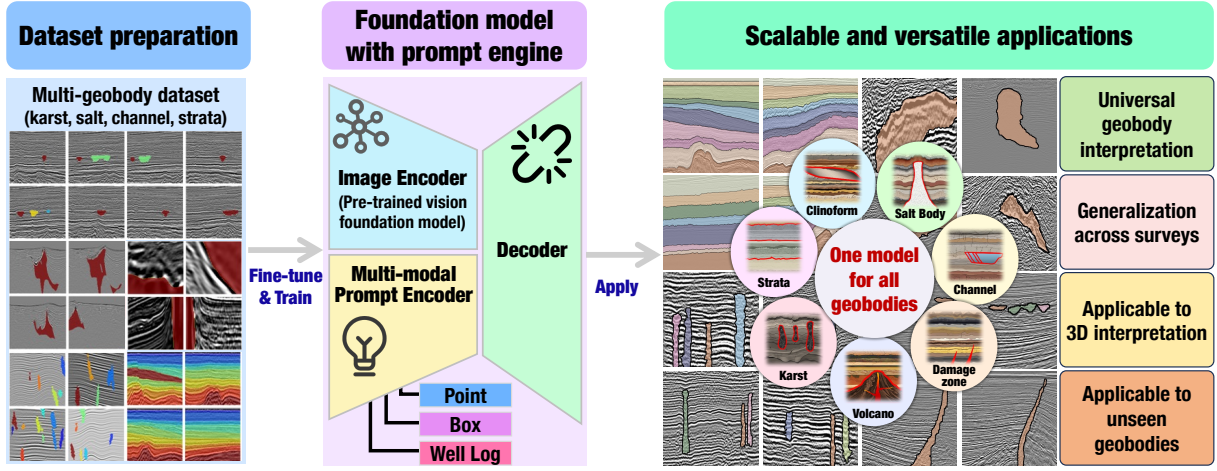 Dataset preparation
Multi-geobody dataset
(karst, salt, channel, strata)
Fine-tune
& Train
Foundation model
with prompt engine
Image Encoder
(Pre-trained vision
foundation model)
Multi-modal
Prompt Encoder
Decoder
Point
Box
Well Log
Apply
Scalable and versatile applications
Clinoform
Salt Body
Strata
One model
for all
geobodies
Channel
Karst
Volcano
Damage
zone
Universal
geobody
interpretation
Generalization
across surveys
Applicable to
3D interpretation
Applicable to
unseen
geobodies